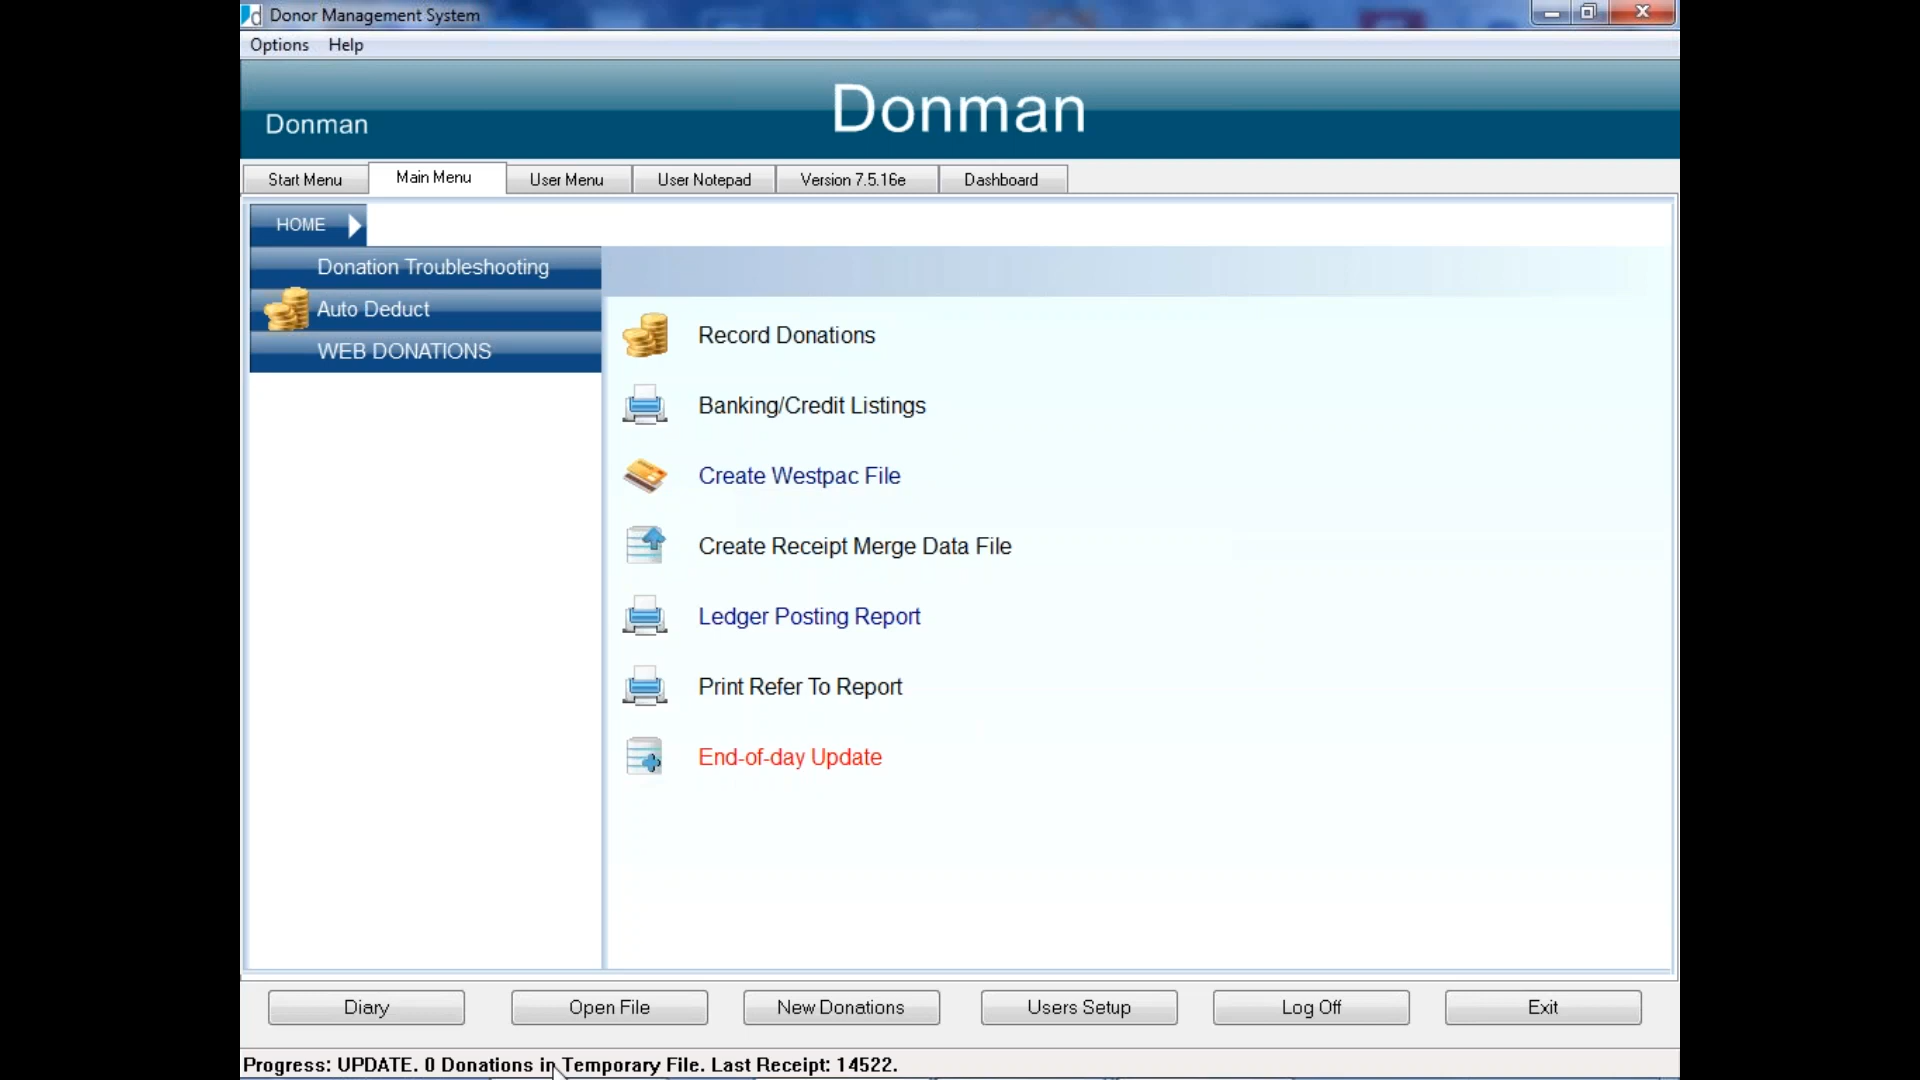 Donor Management System
Options Help
Donman
Donman
Start Menu Main Menu User Menu User Notepad Version 7.5.16e Dashboard
HOME
Donation Troubleshooting
Auto Deduct
WEB DONATIONS
Record Donations
Banking/Credit Listings
Create Westpac File
Create Receipt Merge Data File
Ledger Posting Report
Print Refer To Report
End-of-day Update
Diary Open File New Donations Users Setup Log Off Exit
Progress: UPDATE. 0 Donations in Temporary File. Last Receipt: 14522.